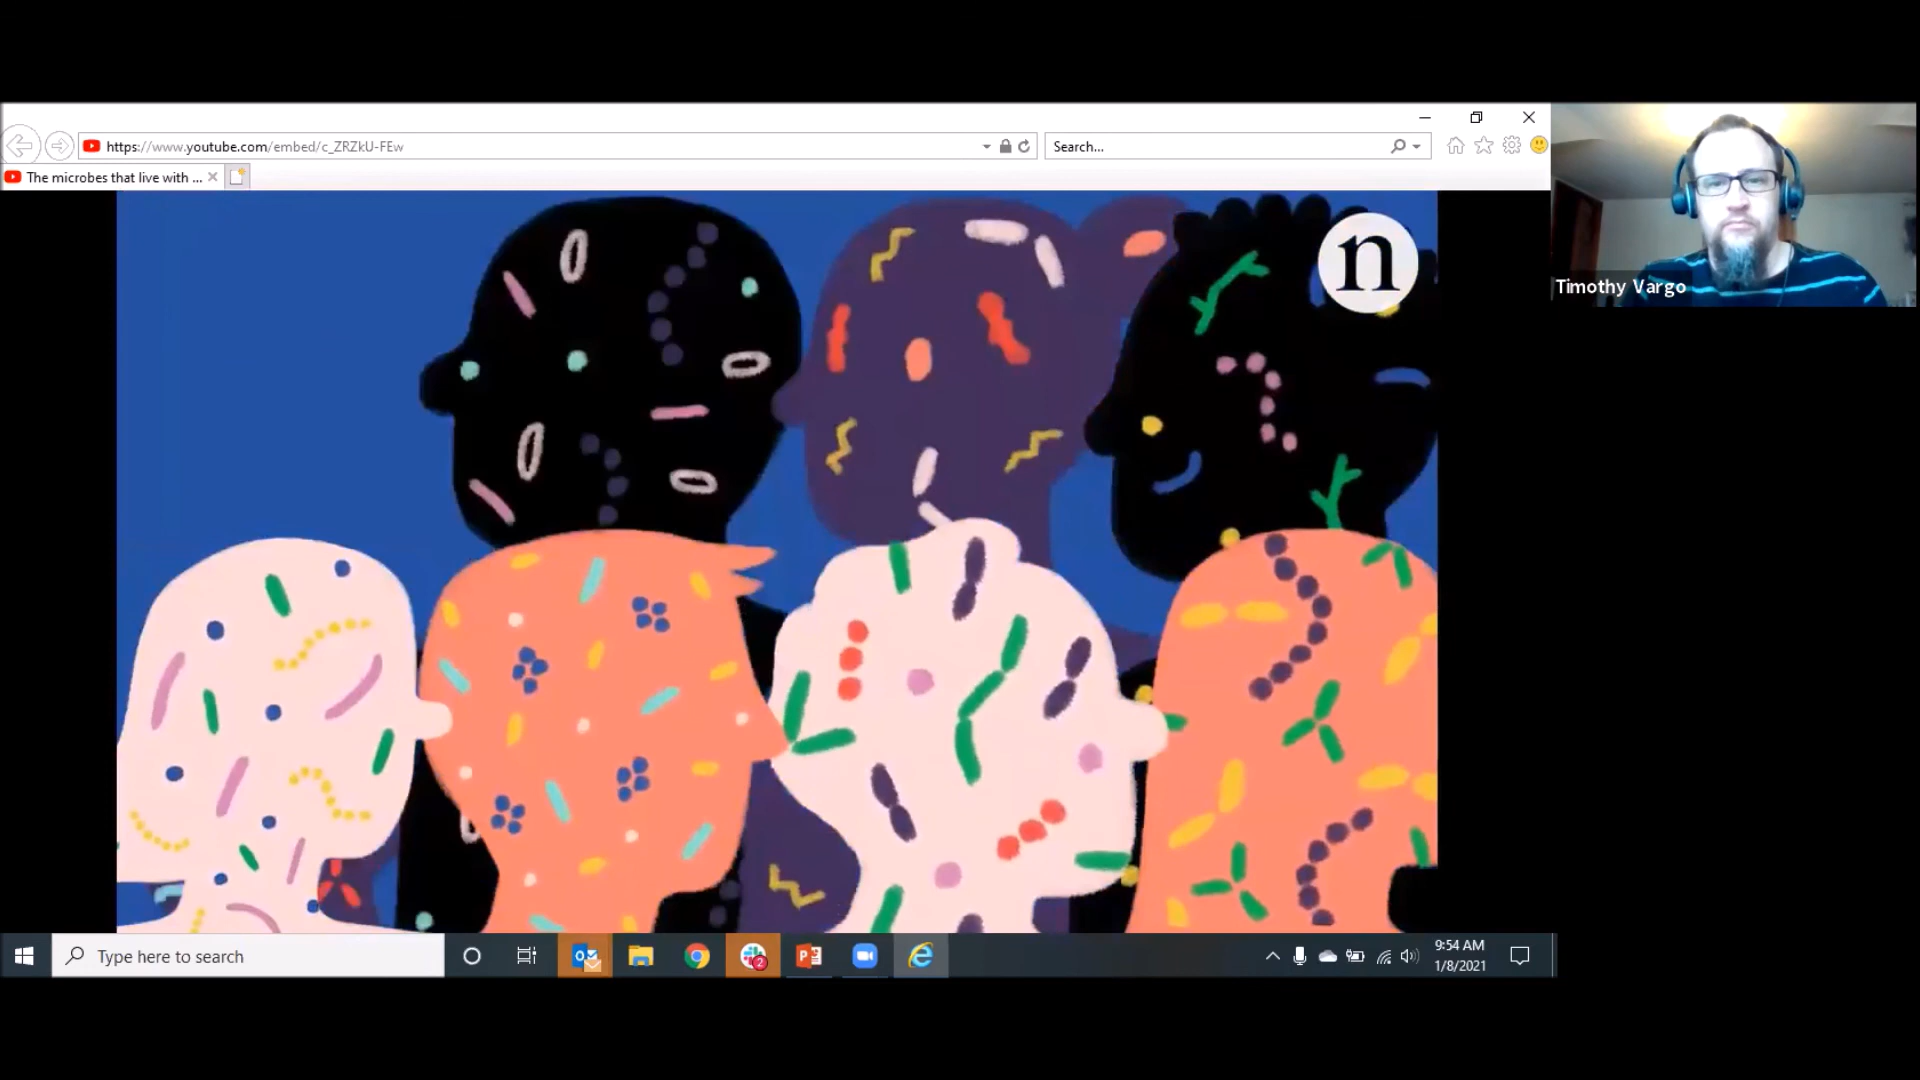 https://www.youtube.com/embed/c_ZRZkU-FEw
Search...
The microbes that live with ...
n
Timothy Vargo
Type here to search
2
9:54 AM
1/8/2021